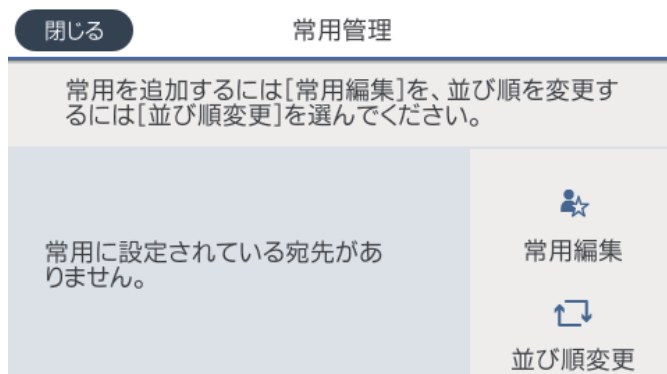 閉じる
常用管理
常用を追加するには[常用編集]を、並び順を変更す
るには[並び順変更]を選んでください。
常用に設定されている宛先があ
りません。
常用編集
並び順変更